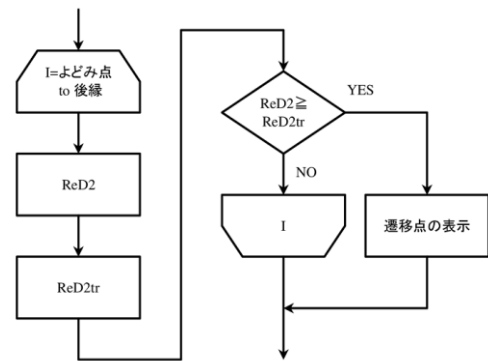 I=よどみ点
to 後縁
ReD2
ReD2tr
ReD2≧
ReD2tr
YES
NO
I
遷移点の表示